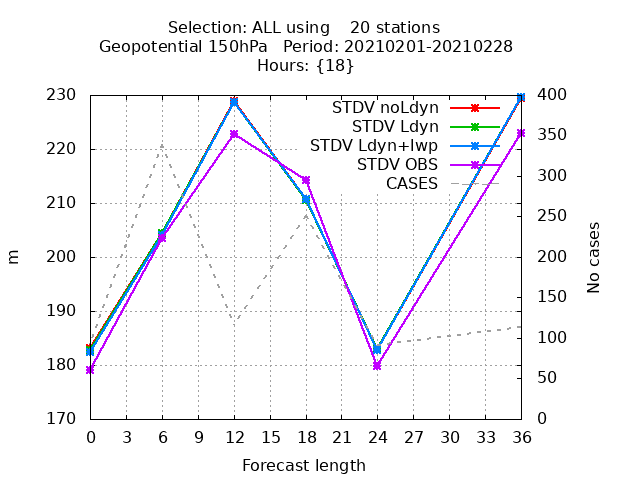 Selection: ALL using    20 stations
Geopotential 150hPa   Period: 20210201-20210228
Hours: {18}
230
220
210
200
190
180
170
m
400
350
300
250
200
150
100
50
0
No cases
STDV noLdyn
STDV Ldyn
STDV Ldyn+lwp
STDV OBS
CASES
0 3 6 9 12 15 18 21 24 27 30 33 36
Forecast length